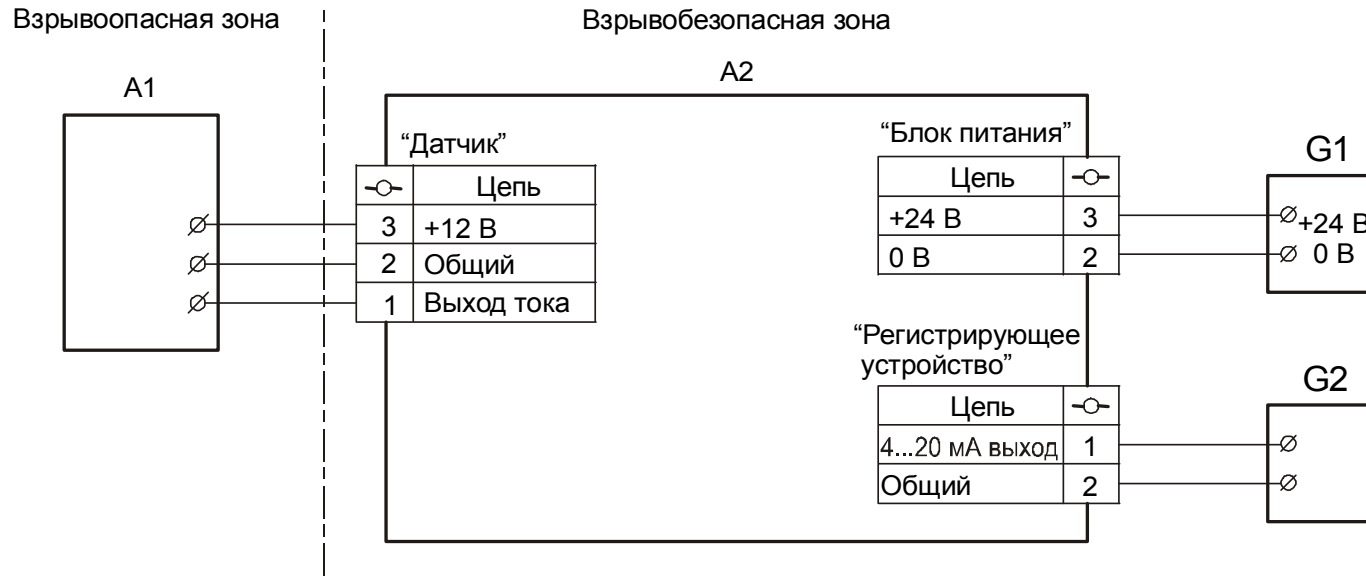 Взрывоопасная зона
Взрывобезопасная зона
A1
A2
“Датчик”
Цепь
3 +12 В
2 Общий
1 Выход тока
“Блок питания”
Цепь
+24 В 3
0 В 2
G1
+24 В
0 В
“Регистрирующее
устройство”
Цепь
4...20 мА выход 1
Общий 2
G2